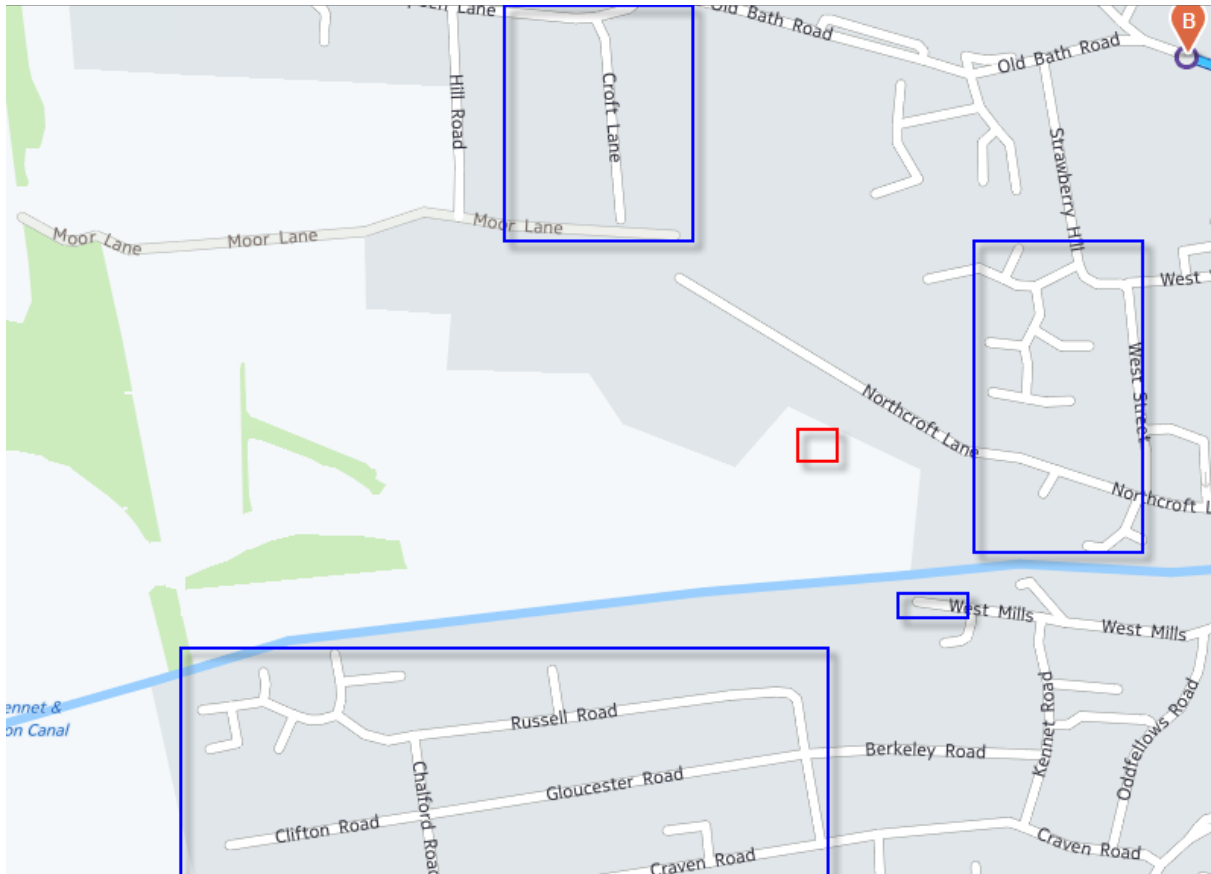 Lane
Old Bath Road
B
Old Bath Road
Hill Road
Croft Lane
Strawberry Hill
Moor Lane
Moor Lane
Moor Lane
West
West Street
Northcroft Lane
Northcroft L
West Mills
West Mills
ennet &
on Canal
Russell Road
Kennet Road
Oddfellows Road
Berkeley Road
Chalford Road
Gloucester Road
Clifton Road
Craven Road
Craven Road